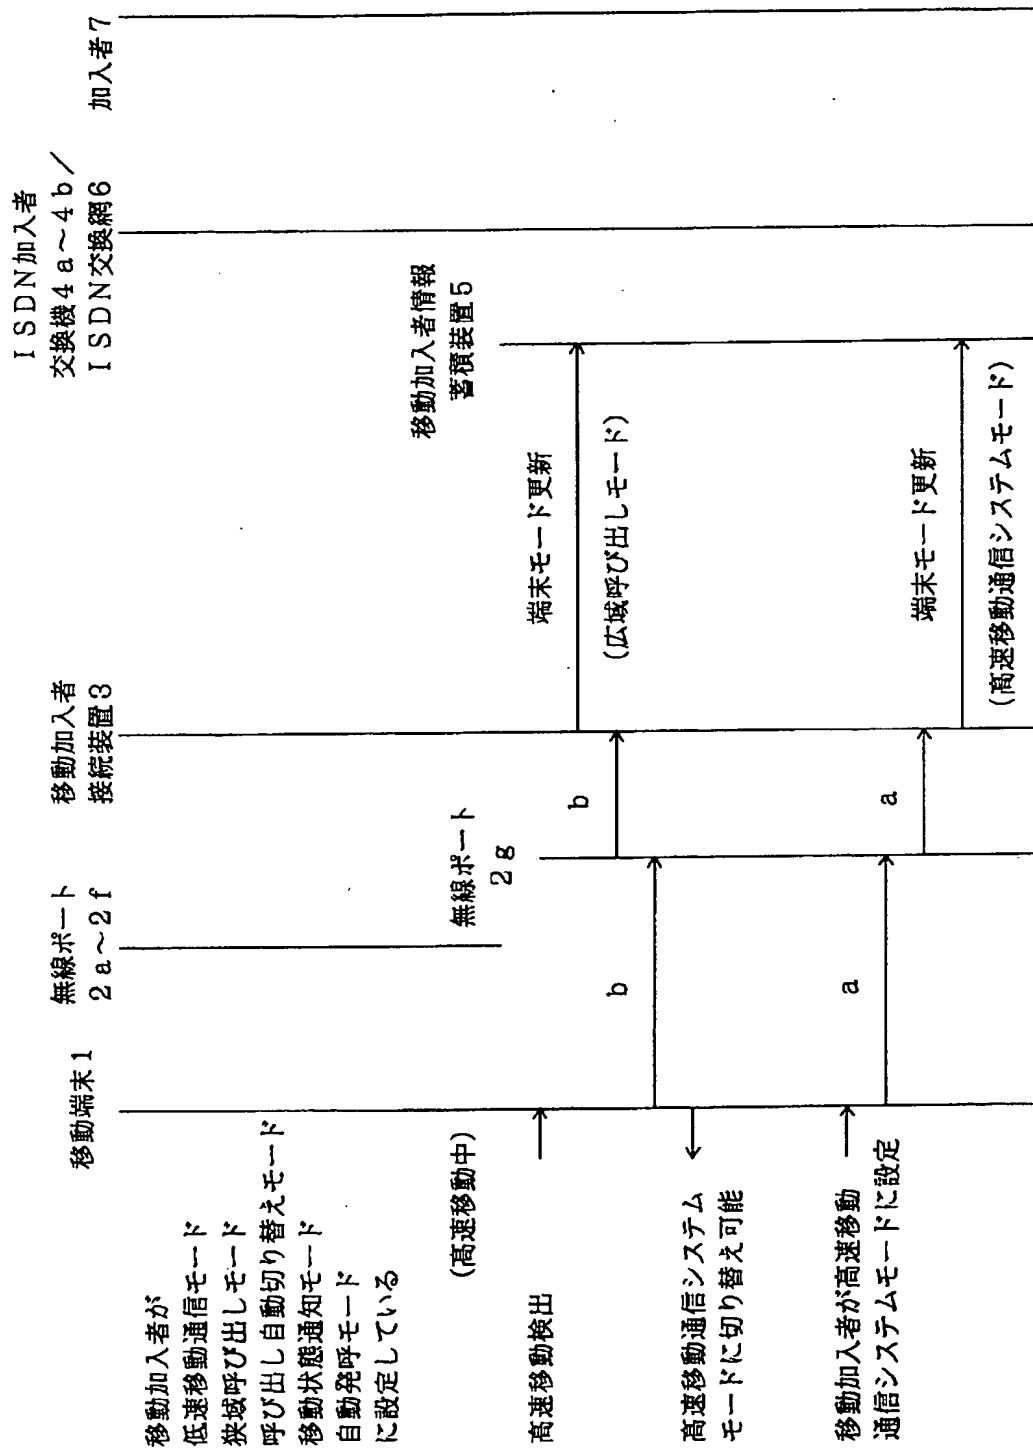 移動端末1
無線ポート
2a～2f
移動加入者
接続装置3
ISDN加入者
交換機4a～4b／
ISDN交換網6
加入者7
移動加入者が
低速移動通信モード
狭域呼び出しモード
呼び出し自動切り替えモード
移動状態通知モード
自動発呼モード
に設定している
(高速移動中)
無線ポート
2g
移動加入者情報
蓄積装置5
高速移動検出
端末モード更新
(広域呼び出しモード)
b
b
高速移動通信システム
モードに切り替え可能
移動加入者が高速移動
通信システムモードに設定
a
a
端末モード更新
(高速移動通信システムモード)